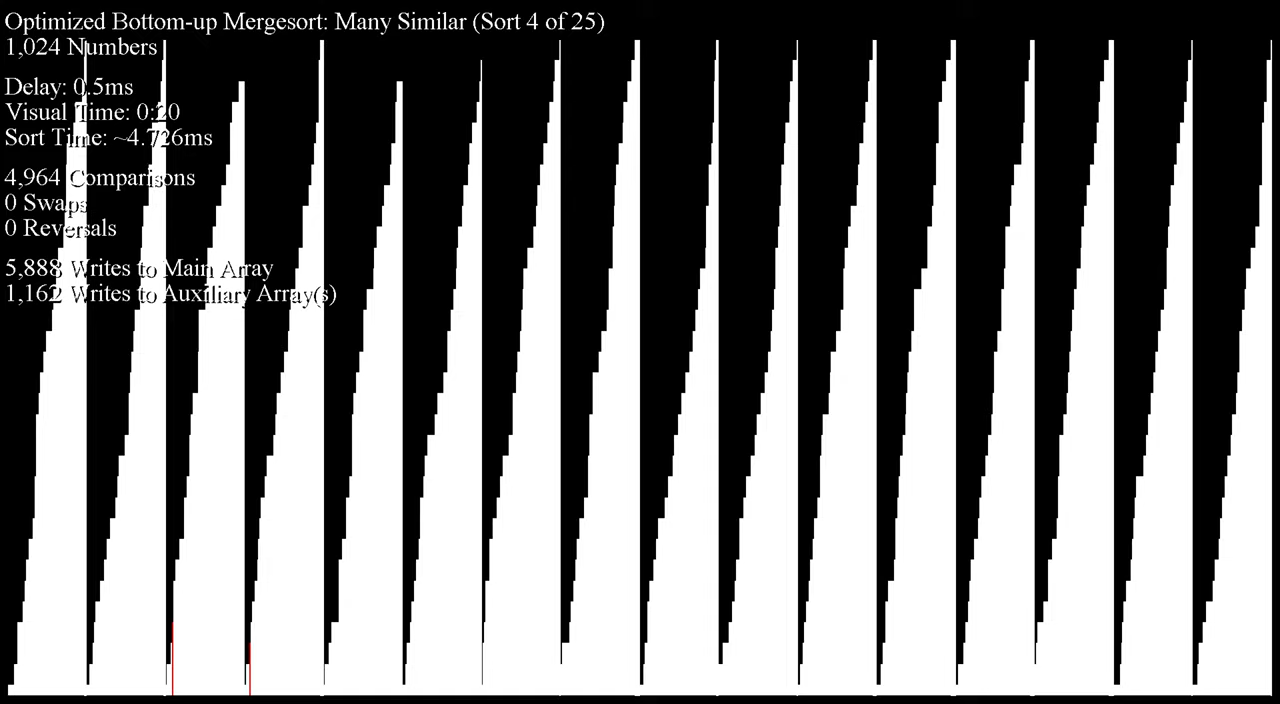 Optimized Bottom-up Mergesort: Many Similar (Sort 4 of 25)
1,024 Numbers
Delay: 0.5ms
Visual Time: 0:20
Sort Time: ~4.726ms
4,964 Comparisons
0 Swaps
0 Reversals
5,888 Writes to Main Array
1,162 Writes to Auxiliary Array(s)